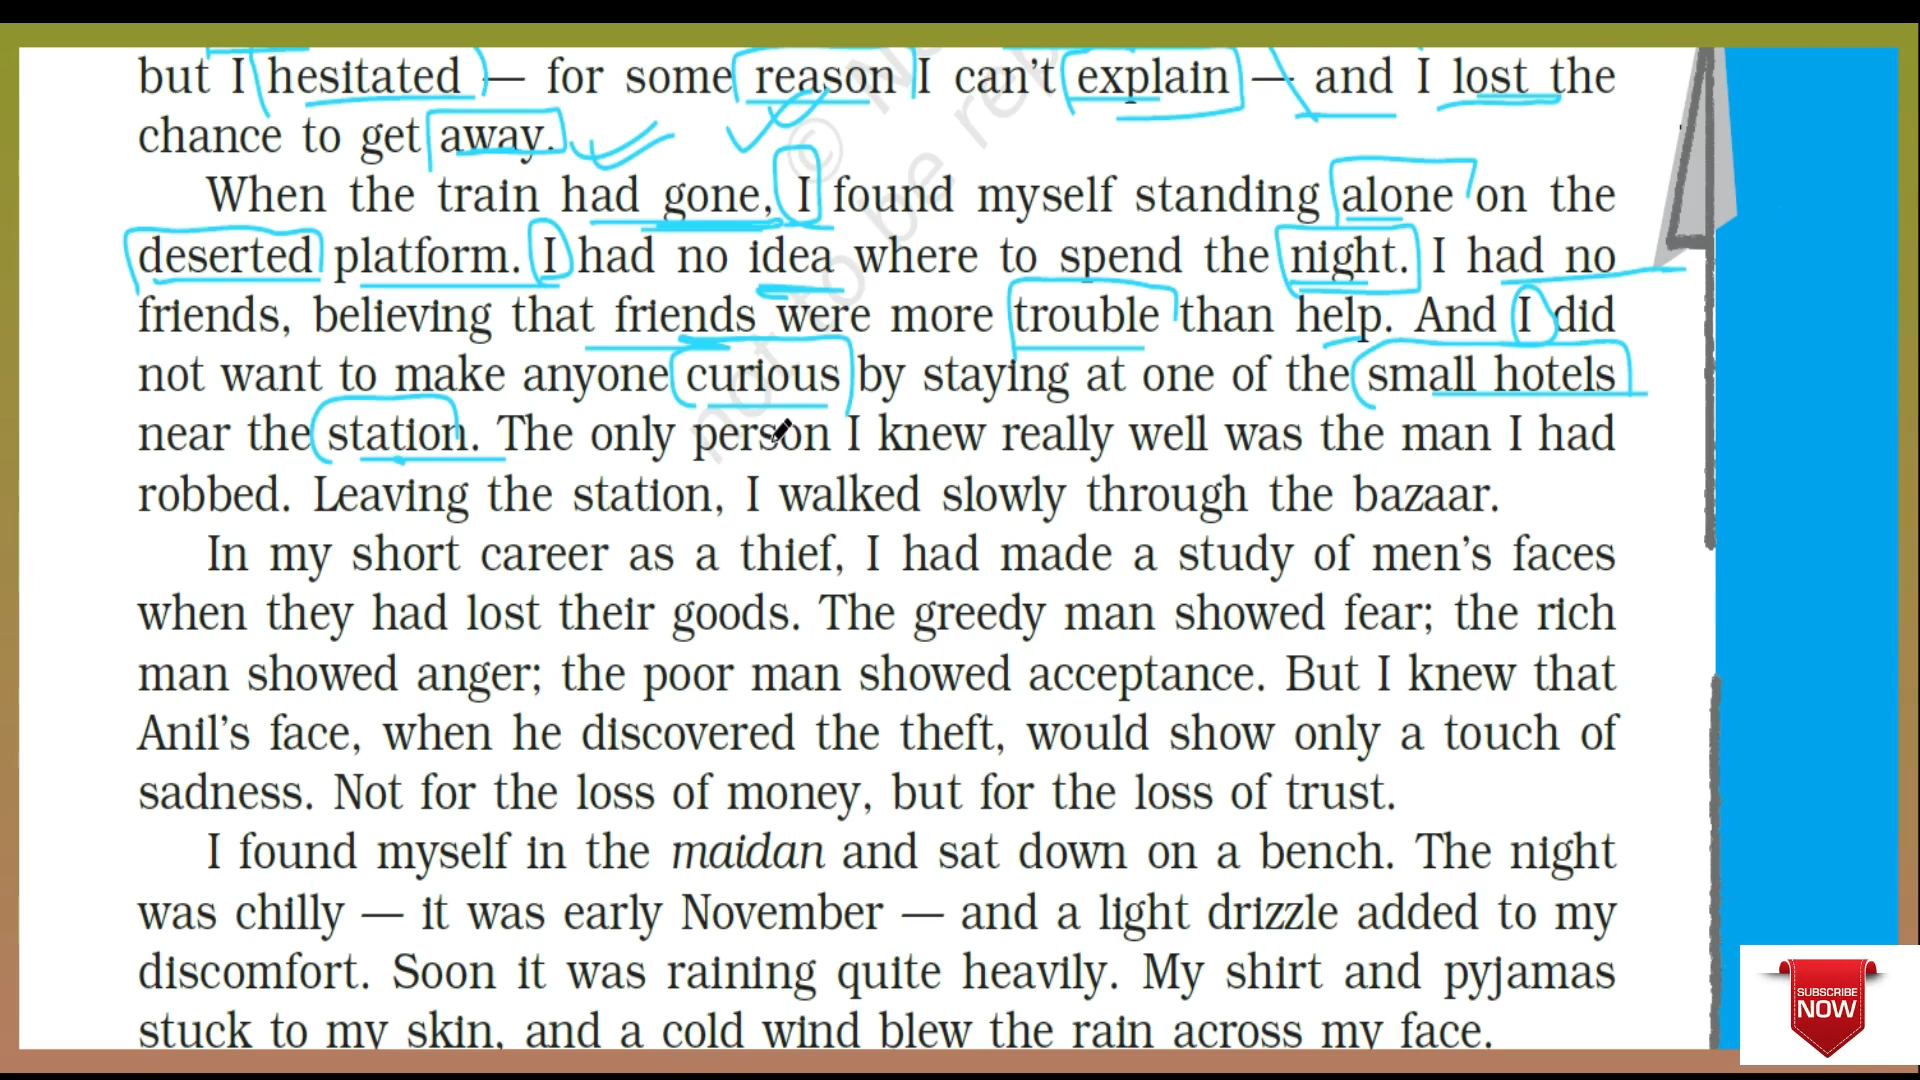 but I hesitated — for some reason I can’t explain — and I lost the
chance to get away.
When the train had gone, I found myself standing alone on the
deserted platform. I had no idea where to spend the night. I had no
friends, believing that friends were more trouble than help. And I did
not want to make anyone curious by staying at one of the small hotels
near the station. The only person I knew really well was the man I had
robbed. Leaving the station, I walked slowly through the bazaar.
In my short career as a thief, I had made a study of men’s faces
when they had lost their goods. The greedy man showed fear; the rich
man showed anger; the poor man showed acceptance. But I knew that
Anil’s face, when he discovered the theft, would show only a touch of
sadness. Not for the loss of money, but for the loss of trust.
I found myself in the maidan and sat down on a bench. The night
was chilly — it was early November — and a light drizzle added to my
discomfort. Soon it was raining quite heavily. My shirt and pyjamas
stuck to my skin, and a cold wind blew the rain across my face.
© N
not to be rep
SUBSCRIBE
NOW